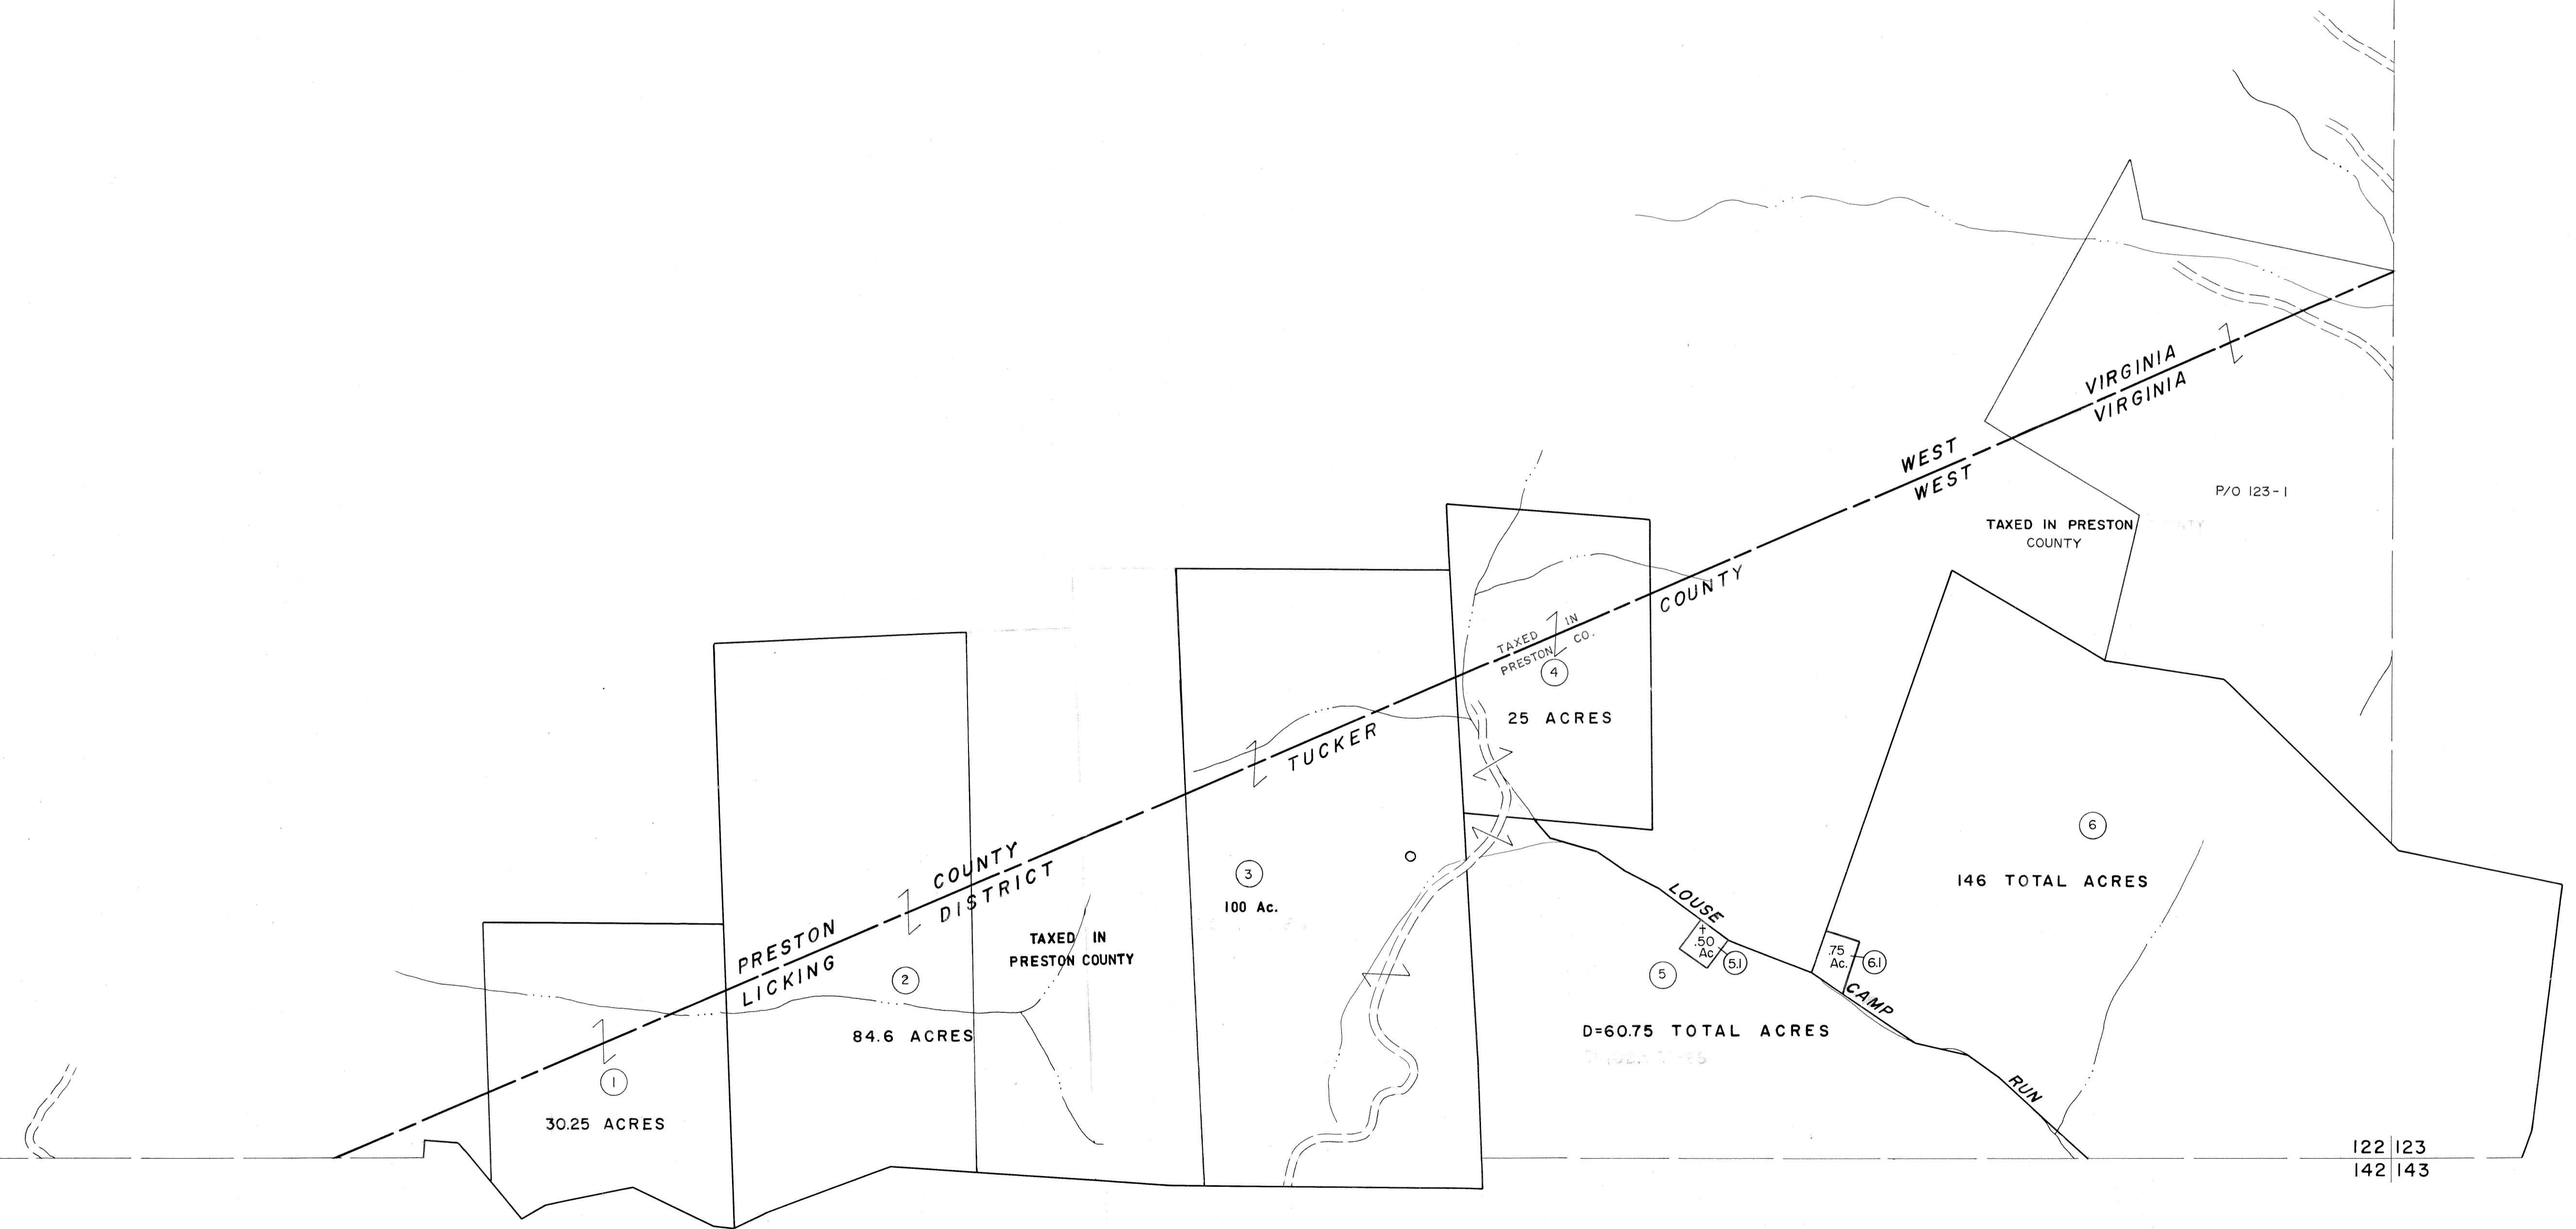 VIRGINIA
VIRGINIA
WEST
WEST
P/O 123-1
TAXED IN PRESTON
COUNTY
COUNTY
TAXED IN
PRESTON CO.
4
25 ACRES
TUCKER
6
146 TOTAL ACRES
COUNTY
DISTRICT
3
100 Ac.
LOUSE
PRESTON
LICKING
TAXED IN
PRESTON COUNTY
2
+
.50
Ac
5.1
5
.75
Ac.
6.1
CAMP
84.6 ACRES
D=60.75 TOTAL ACRES
1
30.25 ACRES
RUN
122 123
142 143